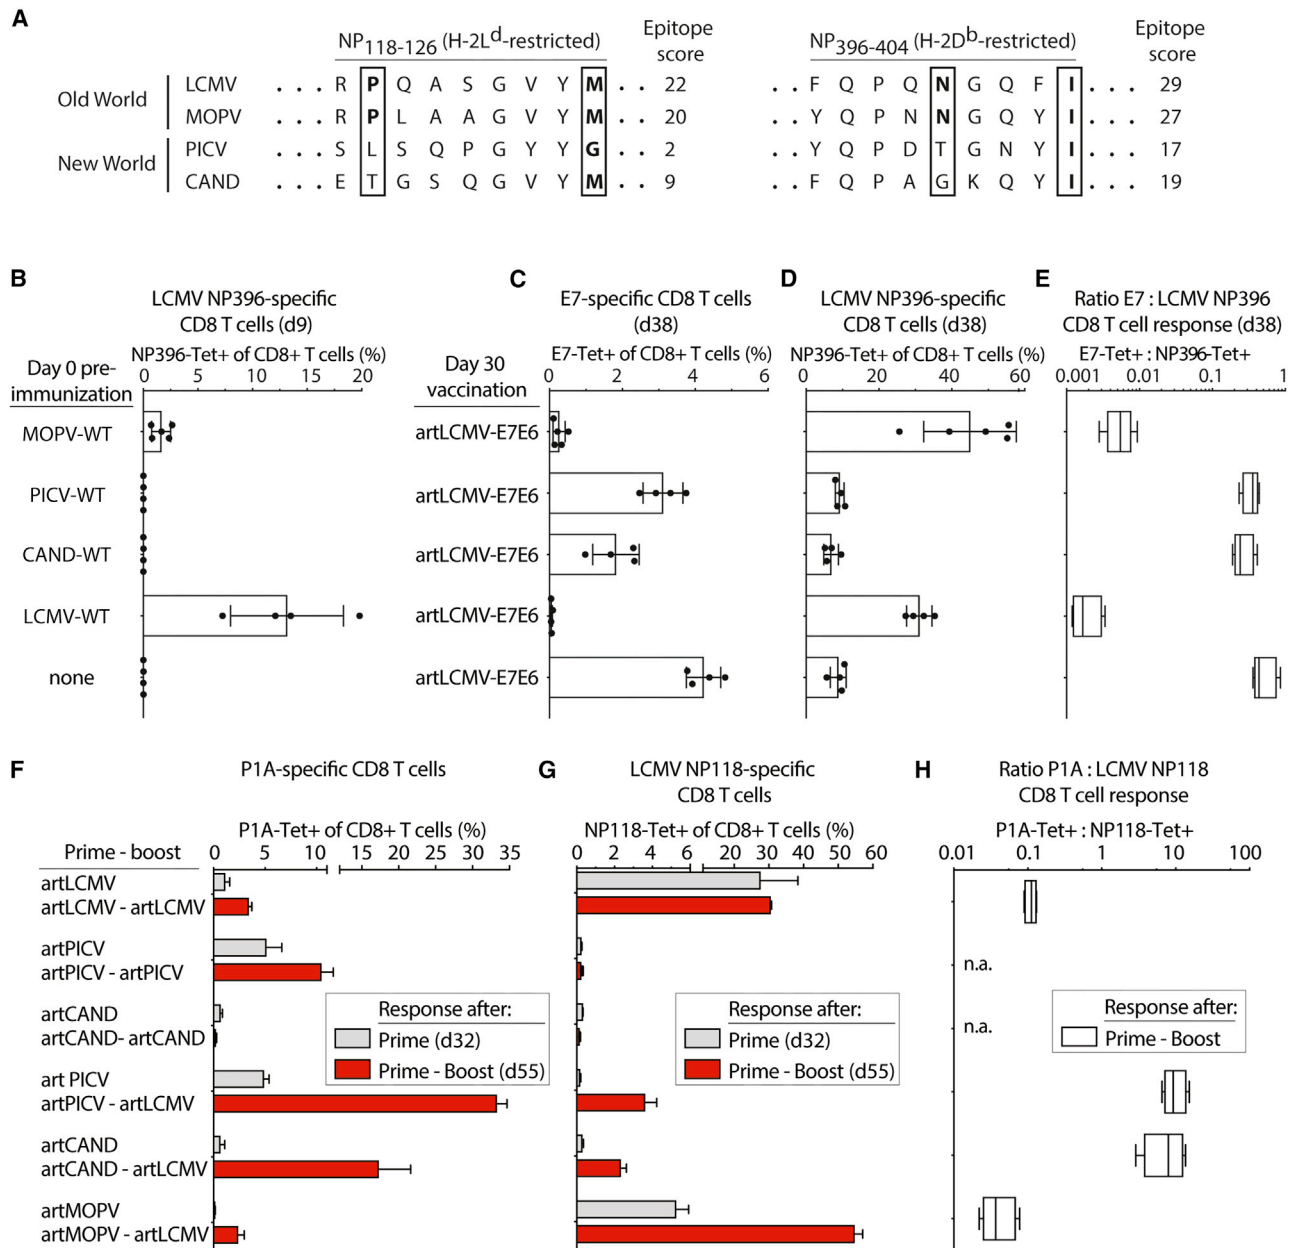 A
NP118-126 (H-2Ld-restricted)
Epitope
score
NP396-404 (H-2Db-restricted)
Epitope
score
Old World
LCMV . . . R P Q A S G V Y M . . 22 . . F Q P Q N G Q F I . . . 29
MOPV . . . R P L A A G V Y M . . 20 . . Y Q P N N G Q Y I . . . 27
New World
PICV . . . S L S Q P G Y Y G . . 2 . . Y Q P D T G N Y I . . . 17
CAND . . . E T G S Q G V Y M . . 9 . . F Q P A G K Q Y I . . . 19
B
LCMV NP396-specific
CD8 T cells (d9)
NP396-Tet+ of CD8+ T cells (%)
0 5 10 15 20
Day 0 pre-
immunization
MOPV-WT
PICV-WT
CAND-WT
LCMV-WT
none
C
E7-specific CD8 T cells
(d38)
E7-Tet+ of CD8+ T cells (%)
0 2 4 6
Day 30
vaccination
artLCMV-E7E6
artLCMV-E7E6
artLCMV-E7E6
artLCMV-E7E6
artLCMV-E7E6
D
LCMV NP396-specific
CD8 T cells (d38)
NP396-Tet+ of CD8+ T cells (%)
0 20 40 60
E
Ratio E7 : LCMV NP396
CD8 T cell response (d38)
E7-Tet+ : NP396-Tet+
0.001 0.01 0.1 1
F
P1A-specific CD8 T cells
P1A-Tet+ of CD8+ T cells (%)
0 5 10 15 20 25 30 35
Prime - boost
artLCMV
artLCMV - artLCMV
artPICV
artPICV - artPICV
artCAND
artCAND- artCAND
art PICV
artPICV - artLCMV
artCAND
artCAND - artLCMV
artMOPV
artMOPV - artLCMV
Response after:
Prime (d32)
Prime - Boost (d55)
G
LCMV NP118-specific
CD8 T cells
NP118-Tet+ of CD8+ T cells (%)
0 2 4 6 20 30 40 50 60
Response after:
Prime (d32)
Prime - Boost (d55)
H
Ratio P1A : LCMV NP118
CD8 T cell response
P1A-Tet+ : NP118-Tet+
0.01 0.1 1 10 100
n.a.
n.a.
Response after:
Prime - Boost